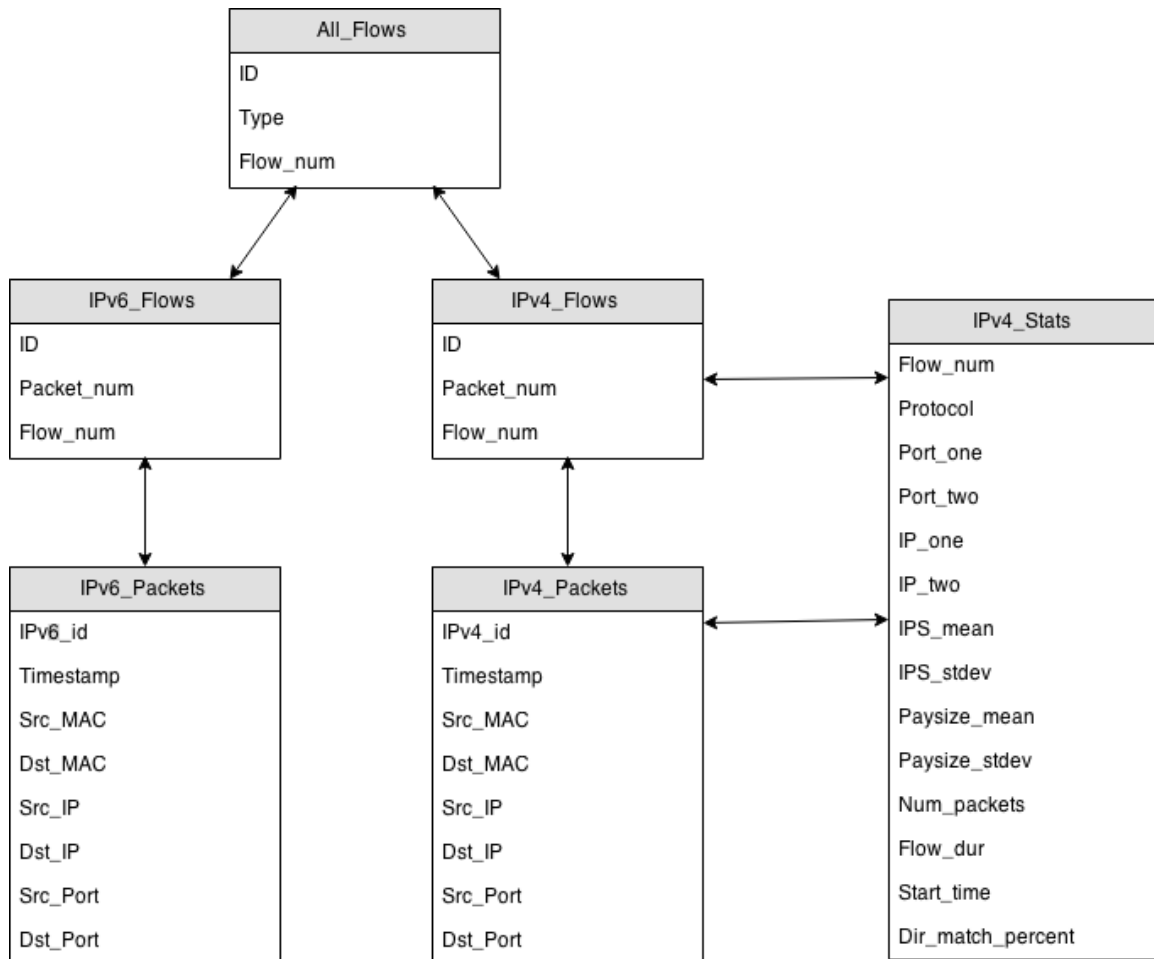 All_Flows
ID
Type
Flow_num
IPv6_Flows
ID
Packet_num
Flow_num
IPv4_Flows
ID
Packet_num
Flow_num
IPv4_Stats
Flow_num
Protocol
Port_one
Port_two
IP_one
IP_two
IPS_mean
IPS_stdev
Paysize_mean
Paysize_stdev
Num_packets
Flow_dur
Start_time
Dir_match_percent
IPv6_Packets
IPv6_id
Timestamp
Src_MAC
Dst_MAC
Src_IP
Dst_IP
Src_Port
Dst_Port
IPv4_Packets
IPv4_id
Timestamp
Src_MAC
Dst_MAC
Src_IP
Dst_IP
Src_Port
Dst_Port